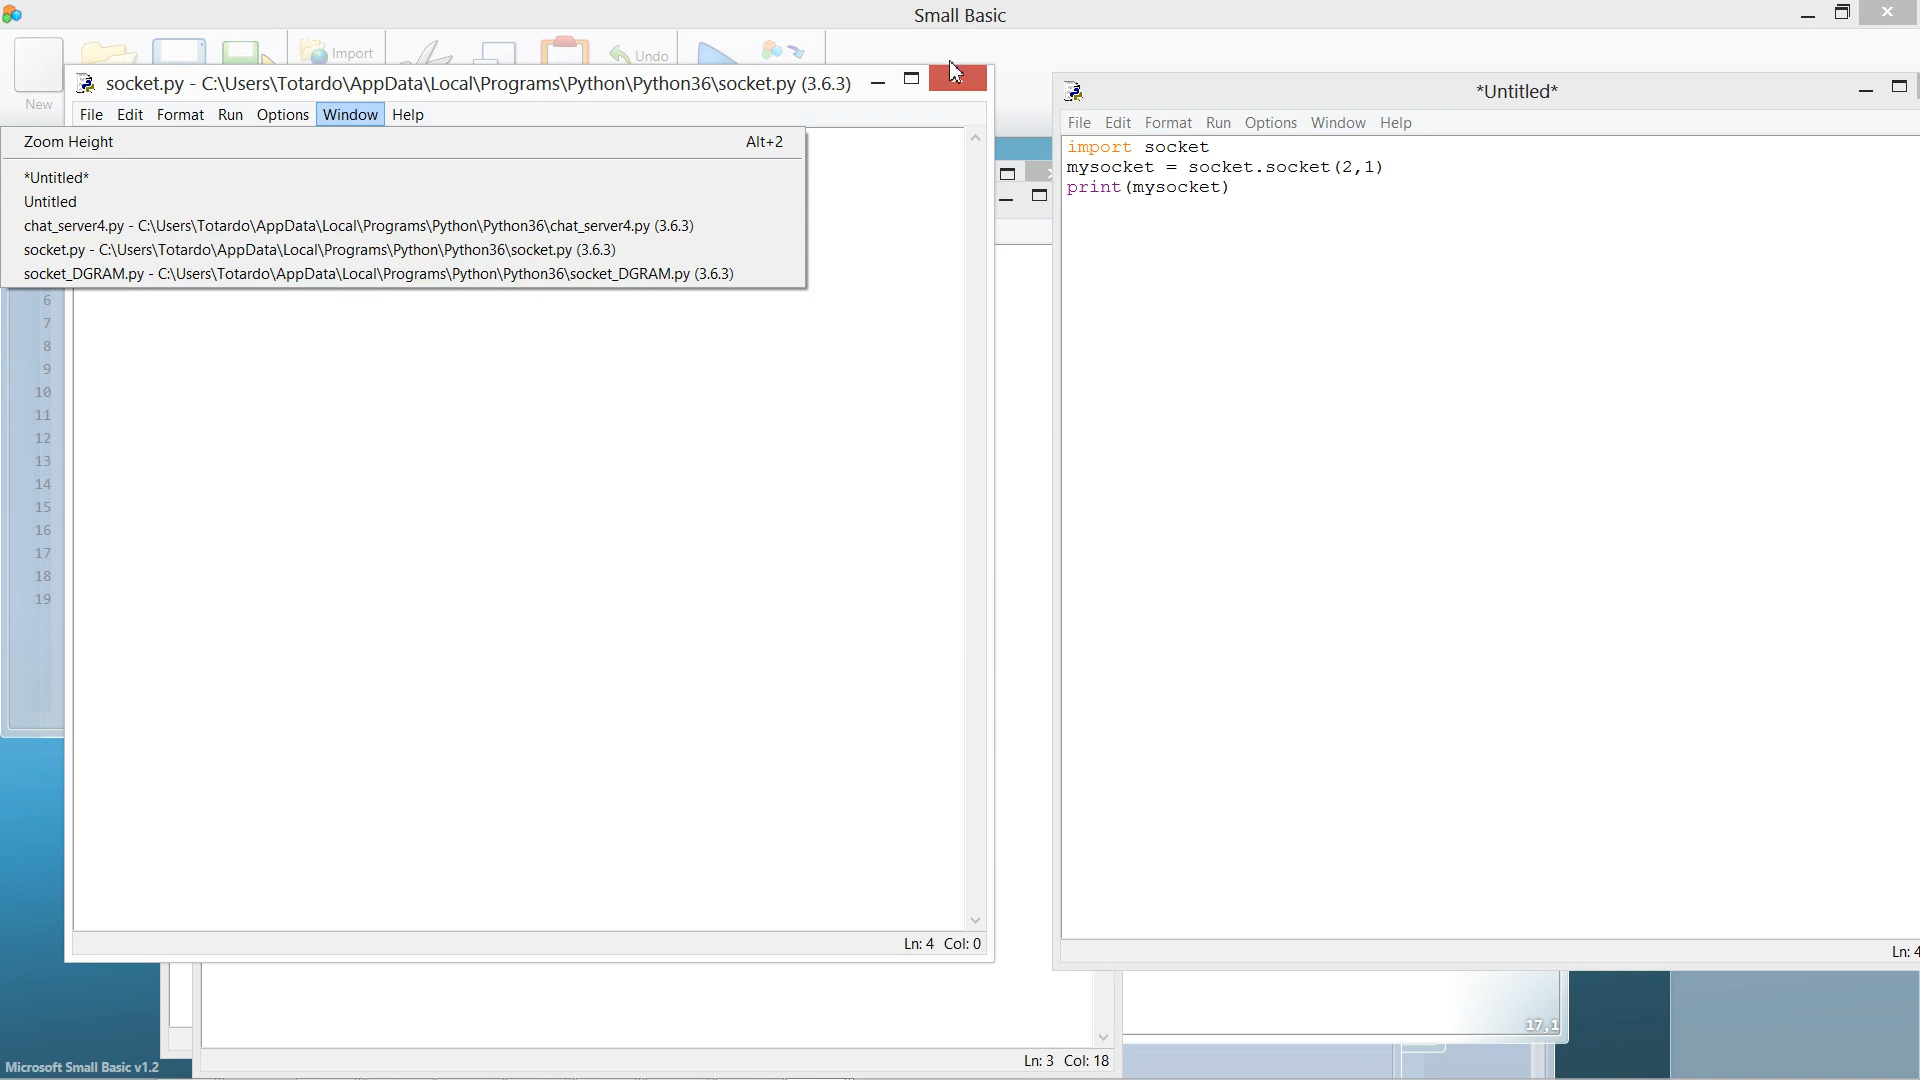 Small Basic
New
Import
Undo
socket.py - C:\Users\Totardo\AppData\Local\Programs\Python\Python36\socket.py (3.6.3)
File Edit Format Run Options Window Help
Zoom Height Alt+2
*Untitled*
Untitled
chat_server4.py - C:\Users\Totardo\AppData\Local\Programs\Python\Python36\chat_server4.py (3.6.3)
socket.py - C:\Users\Totardo\AppData\Local\Programs\Python\Python36\socket.py (3.6.3)
socket_DGRAM.py - C:\Users\Totardo\AppData\Local\Programs\Python\Python36\socket_DGRAM.py (3.6.3)
6
7
8
9
10
11
12
13
14
15
16
17
18
19
Ln: 4 Col: 0
*Untitled*
File Edit Format Run Options Window Help
import socket
mysocket = socket.socket(2,1)
print(mysocket)
Ln: 4
17,1
Ln: 3 Col: 18
Microsoft Small Basic v1.2